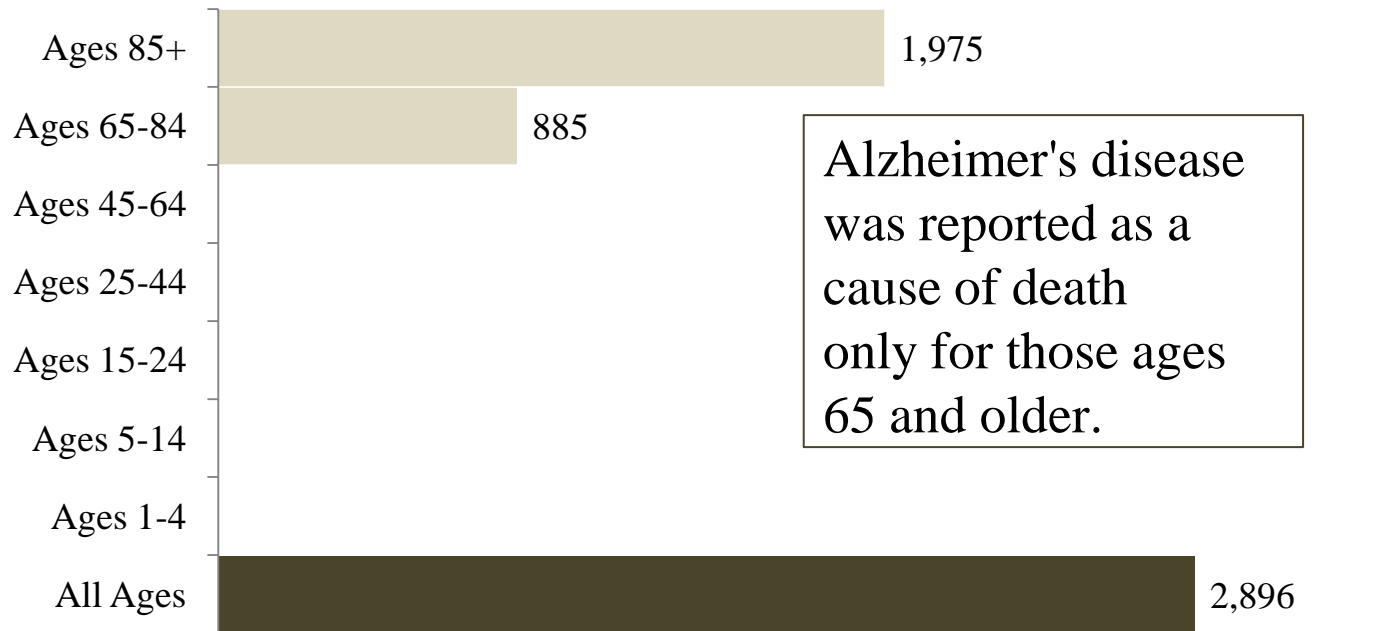 Ages 85+
1,975
Ages 65-84
885
Ages 45-64
Ages 25-44
Ages 15-24
Ages 5-14
Ages 1-4
All Ages
2,896
Alzheimer's disease
was reported as a
cause of death
only for those ages
65 and older.